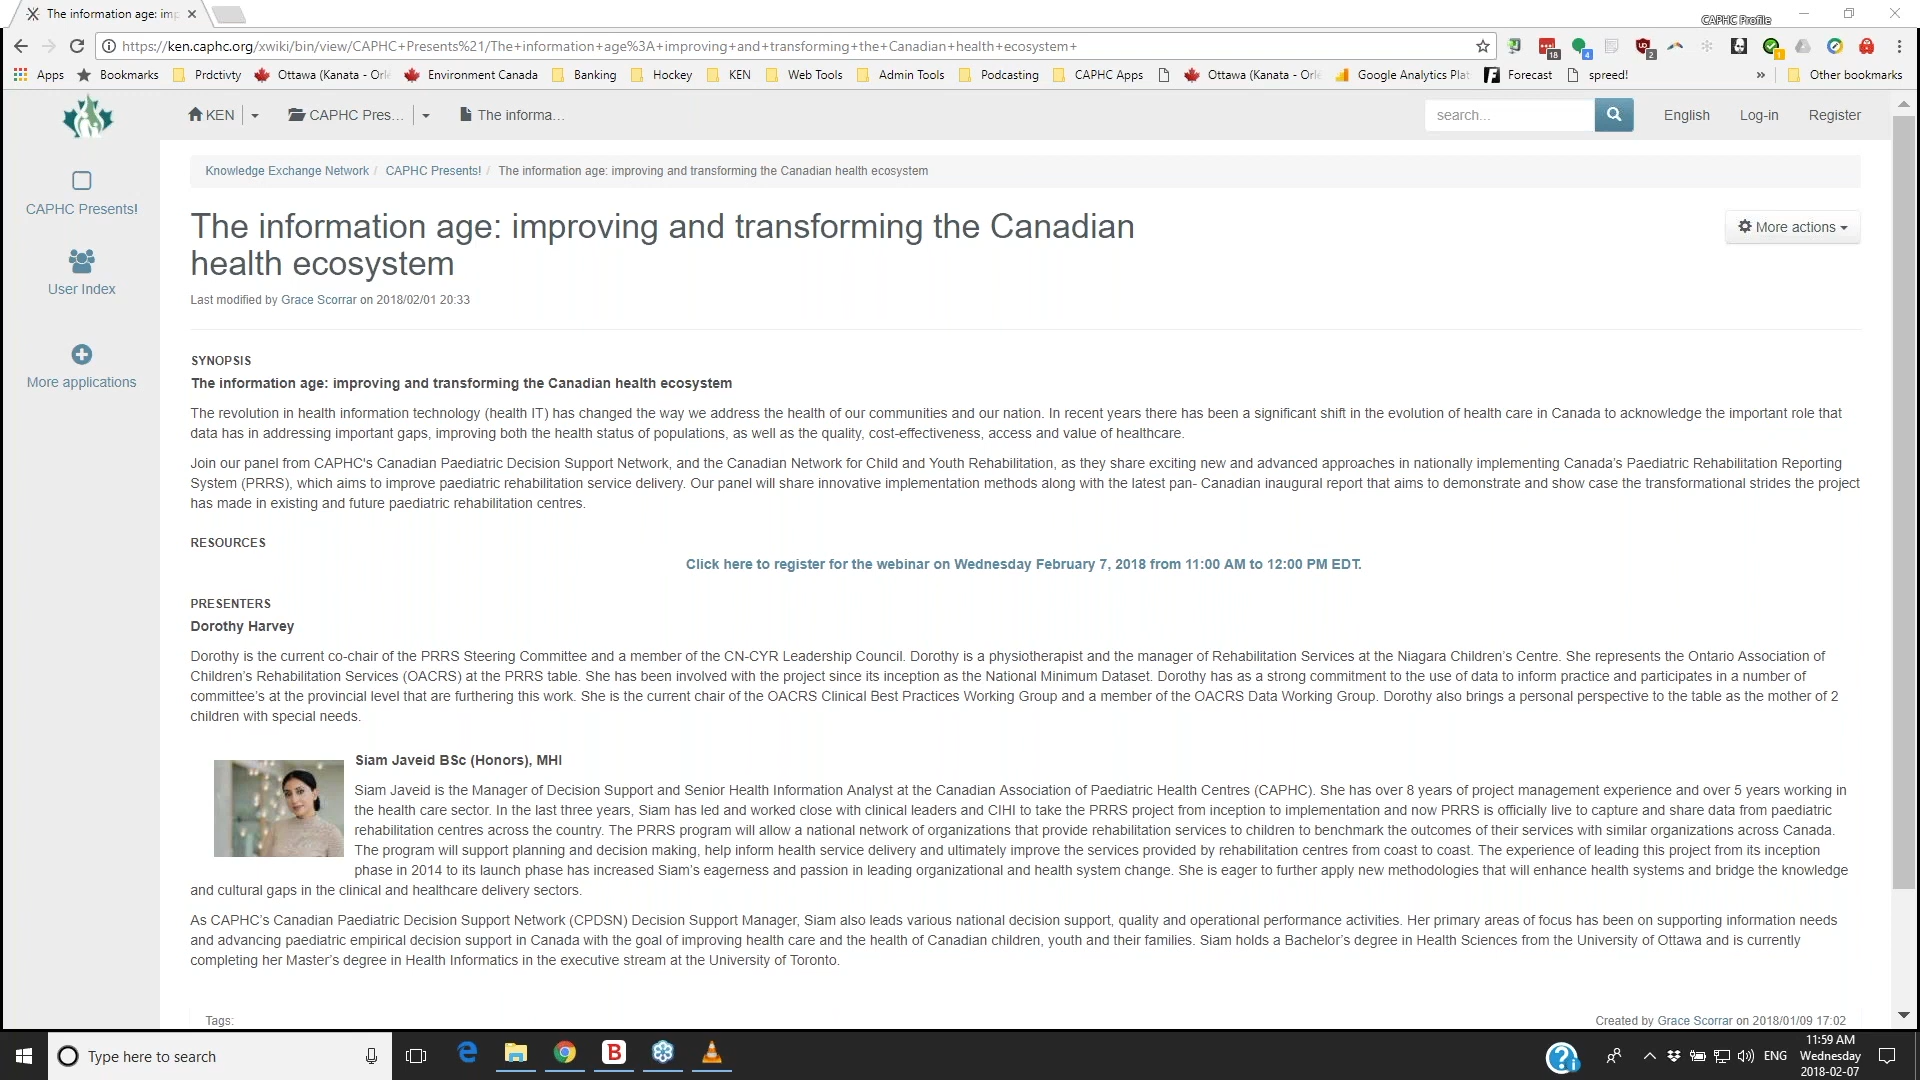 The information age: imp
CAPHC Profile
https://ken.caphc.org/xwiki/bin/view/CAPHC+Presents%21/The+information+age%3A+improving+and+transforming+the+Canadian+health+ecosystem+
Apps Bookmarks Prdctivty Ottawa (Kanata - Orlé Environment Canada Banking Hockey KEN Web Tools Admin Tools Podcasting CAPHC Apps Ottawa (Kanata - Orlé Google Analytics Plat Forecast spreed! » Other bookmarks
KEN CAPHC Pres... The informa... search... English Log-in Register
CAPHC Presents!
User Index
More applications
Knowledge Exchange Network / CAPHC Presents! / The information age: improving and transforming the Canadian health ecosystem
The information age: improving and transforming the Canadian
health ecosystem
More actions
Last modified by Grace Scorrar on 2018/02/01 20:33
SYNOPSIS
The information age: improving and transforming the Canadian health ecosystem
The revolution in health information technology (health IT) has changed the way we address the health of our communities and our nation. In recent years there has been a significant shift in the evolution of health care in Canada to acknowledge the important role that
data has in addressing important gaps, improving both the health status of populations, as well as the quality, cost-effectiveness, access and value of healthcare.
Join our panel from CAPHC's Canadian Paediatric Decision Support Network, and the Canadian Network for Child and Youth Rehabilitation, as they share exciting new and advanced approaches in nationally implementing Canada's Paediatric Rehabilitation Reporting
System (PRRS), which aims to improve paediatric rehabilitation service delivery. Our panel will share innovative implementation methods along with the latest pan- Canadian inaugural report that aims to demonstrate and show case the transformational strides the project
has made in existing and future paediatric rehabilitation centres.
RESOURCES
Click here to register for the webinar on Wednesday February 7, 2018 from 11:00 AM to 12:00 PM EDT.
PRESENTERS
Dorothy Harvey
Dorothy is the current co-chair of the PRRS Steering Committee and a member of the CN-CYR Leadership Council. Dorothy is a physiotherapist and the manager of Rehabilitation Services at the Niagara Children's Centre. She represents the Ontario Association of
Children's Rehabilitation Services (OACRS) at the PRRS table. She has been involved with the project since its inception as the National Minimum Dataset. Dorothy has as a strong commitment to the use of data to inform practice and participates in a number of
committee's at the provincial level that are furthering this work. She is the current chair of the OACRS Clinical Best Practices Working Group and a member of the OACRS Data Working Group. Dorothy also brings a personal perspective to the table as the mother of 2
children with special needs.
Siam Javeid BSc (Honors), MHI
Siam Javeid is the Manager of Decision Support and Senior Health Information Analyst at the Canadian Association of Paediatric Health Centres (CAPHC). She has over 8 years of project management experience and over 5 years working in
the health care sector. In the last three years, Siam has led and worked close with clinical leaders and CIHI to take the PRRS project from inception to implementation and now PRRS is officially live to capture and share data from paediatric
rehabilitation centres across the country. The PRRS program will allow a national network of organizations that provide rehabilitation services to children to benchmark the outcomes of their services with similar organizations across Canada.
The program will support planning and decision making, help inform health service delivery and ultimately improve the services provided by rehabilitation centres from coast to coast. The experience of leading this project from its inception
phase in 2014 to its launch phase has increased Siam's eagerness and passion in leading organizational and health system change. She is eager to further apply new methodologies that will enhance health systems and bridge the knowledge
and cultural gaps in the clinical and healthcare delivery sectors.
As CAPHC's Canadian Paediatric Decision Support Network (CPDSN) Decision Support Manager, Siam also leads various national decision support, quality and operational performance activities. Her primary areas of focus has been on supporting information needs
and advancing paediatric empirical decision support in Canada with the goal of improving health care and the health of Canadian children, youth and their families. Siam holds a Bachelor's degree in Health Sciences from the University of Ottawa and is currently
completing her Master's degree in Health Informatics in the executive stream at the University of Toronto.
Tags:
Created by Grace Scorrar on 2018/01/09 17:02
Type here to search
ENG
11:59 AM
Wednesday
2018-02-07